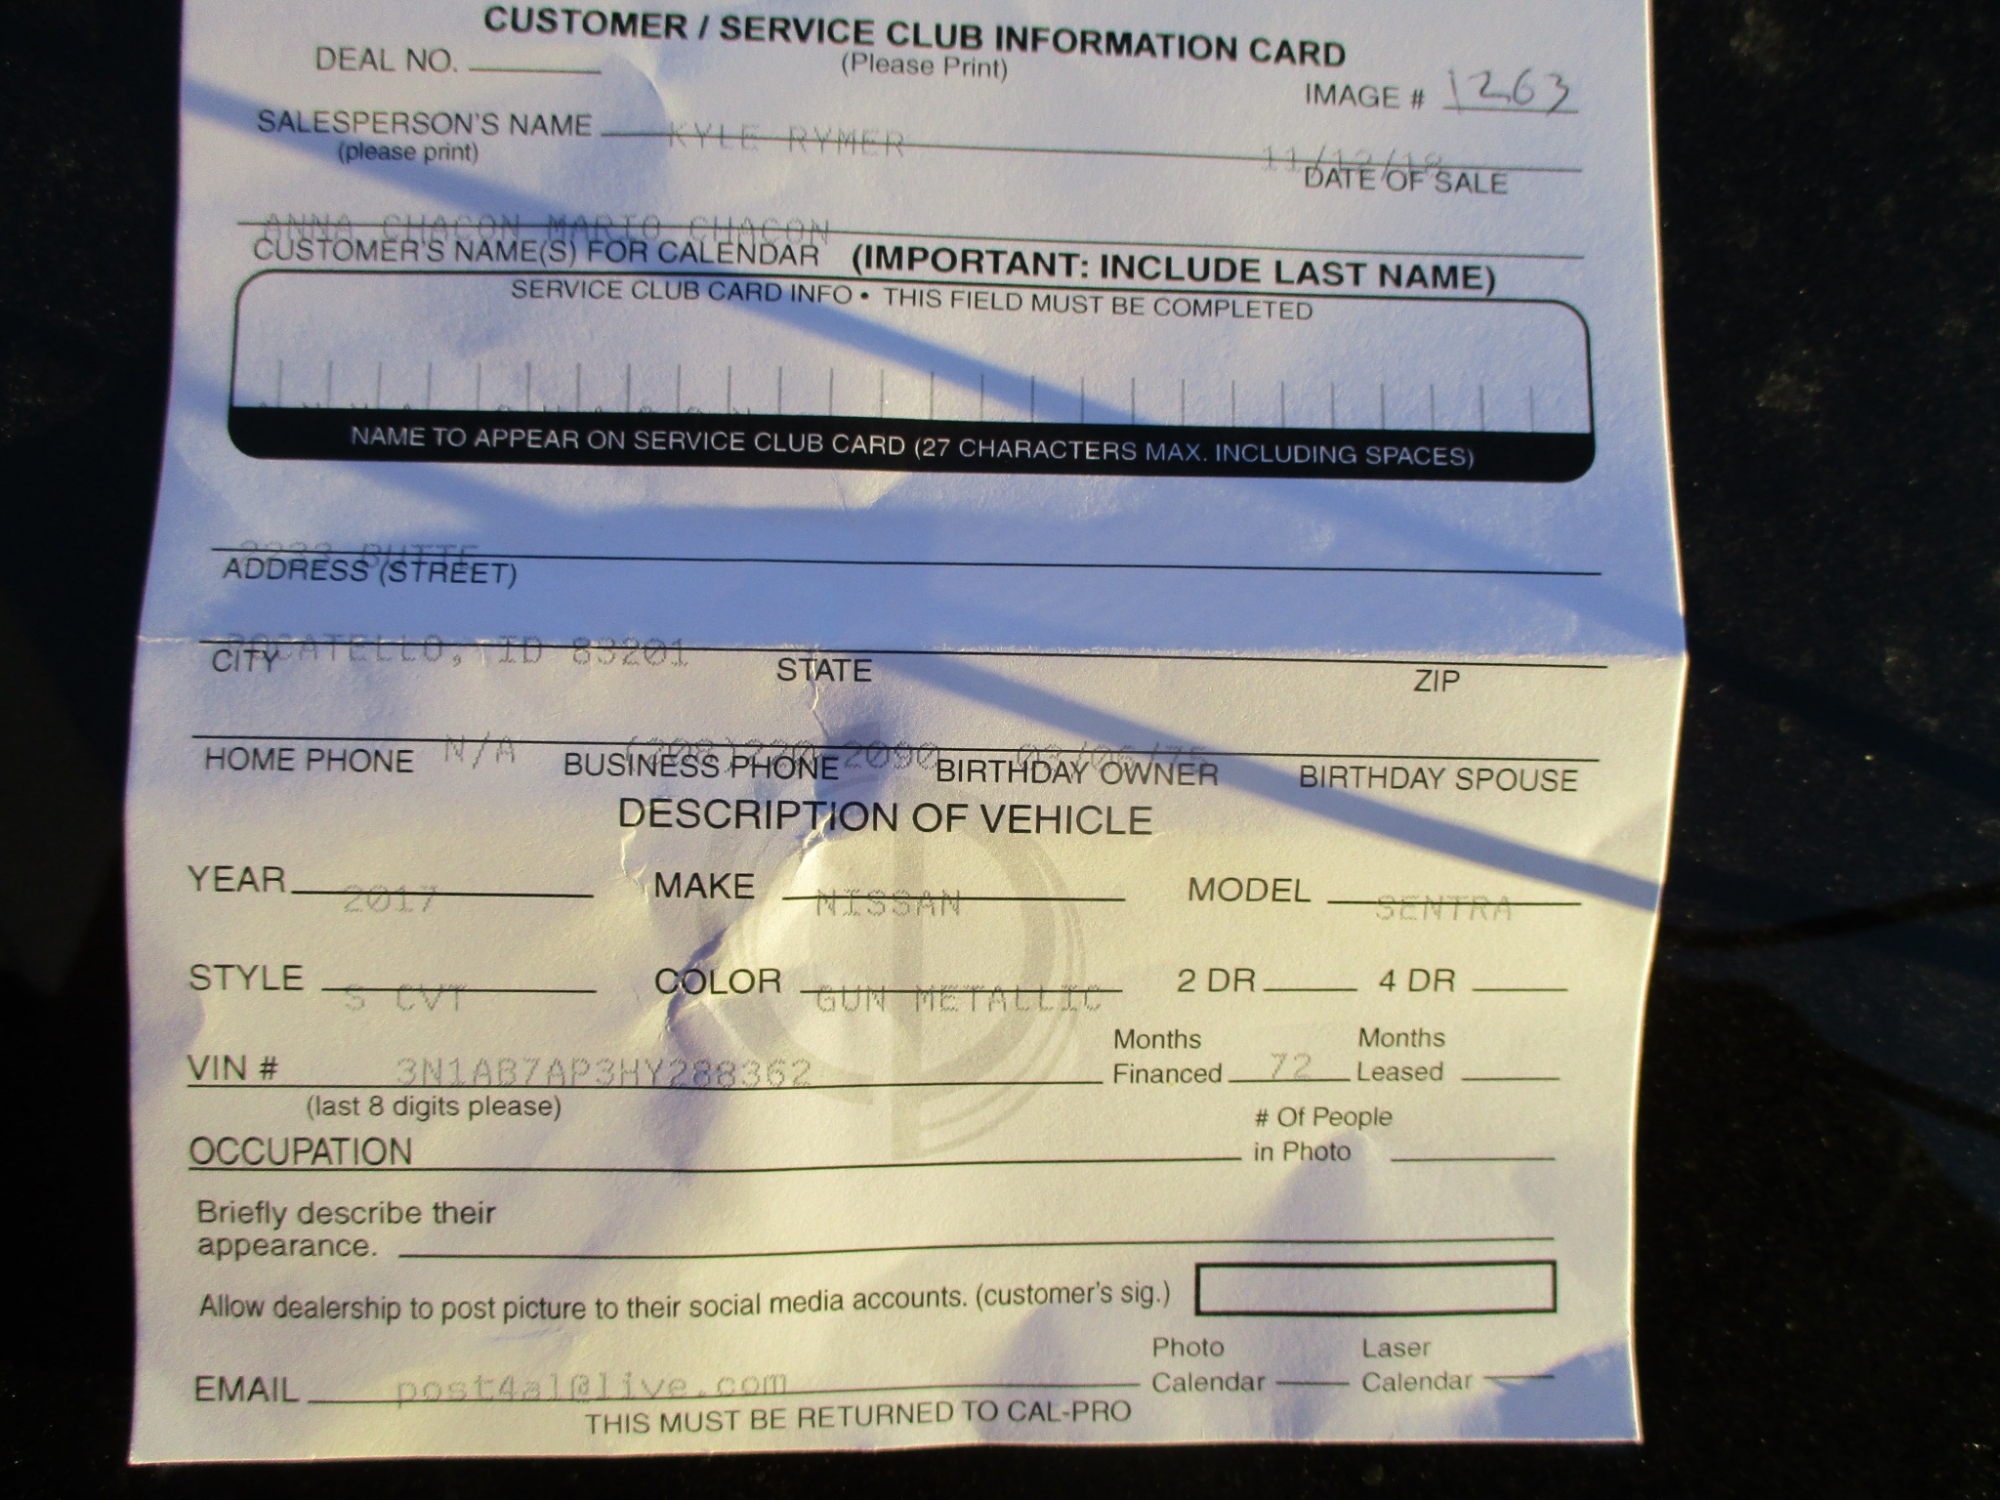 CUSTOMER / SERVICE CLUB INFORMATION CARD
DEAL NO. (Please Print)
IMAGE # 1263
SALESPERSON'S NAME KYLE RYMER
(please print) 11/12/18
DATE OF SALE
ANNA CHACON MARIO CHACON
CUSTOMER'S NAME(S) FOR CALENDAR (IMPORTANT: INCLUDE LAST NAME)
SERVICE CLUB CARD INFO • THIS FIELD MUST BE COMPLETED
NAME TO APPEAR ON SERVICE CLUB CARD (27 CHARACTERS MAX. INCLUDING SPACES)
BUTTE
ADDRESS (STREET)
POCATELLO, ID 83201
CITY STATE ZIP
HOME PHONE N/A BUSINESS PHONE BIRTHDAY OWNER BIRTHDAY SPOUSE
DESCRIPTION OF VEHICLE
YEAR 2017 MAKE NISSAN MODEL SENTRA
STYLE S CVT COLOR GUN METALLIC 2 DR 4 DR
VIN # 3N1AB7AP3HY288362 Months Financed 72 Months Leased
(last 8 digits please)
OCCUPATION # Of People in Photo
Briefly describe their
appearance.
Allow dealership to post picture to their social media accounts. (customer's sig.)
EMAIL post4al@live.com Photo Calendar Laser Calendar
THIS MUST BE RETURNED TO CAL-PRO